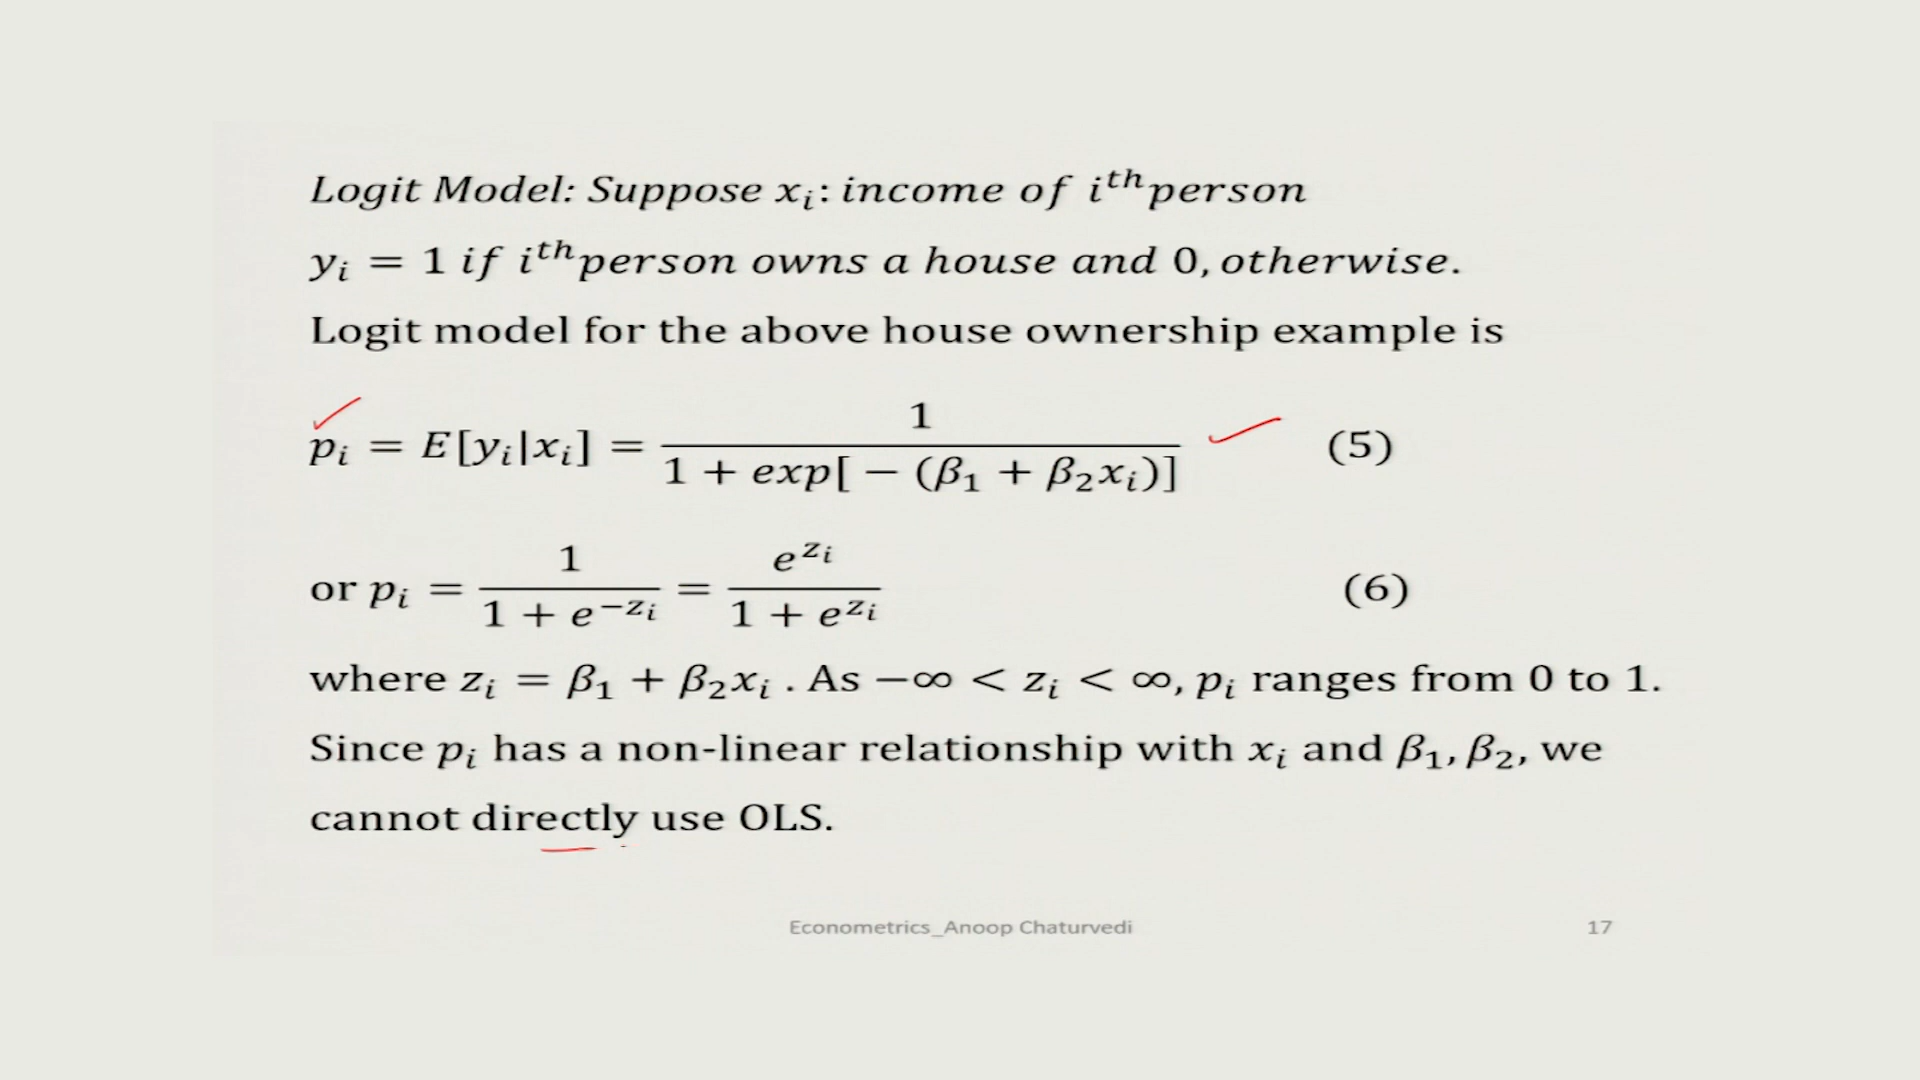 Logit Model: Suppose xᵢ: income of iᵗʰperson
yᵢ = 1 if iᵗʰperson owns a house and 0, otherwise.
Logit model for the above house ownership example is
pᵢ = E[yᵢ|xᵢ] = 1 / (1 + exp[ − (β₁ + β₂xᵢ)]) (5)
or pᵢ = 1 / (1 + e^(−zᵢ)) = e^(zᵢ) / (1 + e^(zᵢ)) (6)
where zᵢ = β₁ + β₂xᵢ . As −∞ < zᵢ < ∞, pᵢ ranges from 0 to 1.
Since pᵢ has a non-linear relationship with xᵢ and β₁, β₂, we
cannot directly use OLS.
Econometrics_Anoop Chaturvedi 17